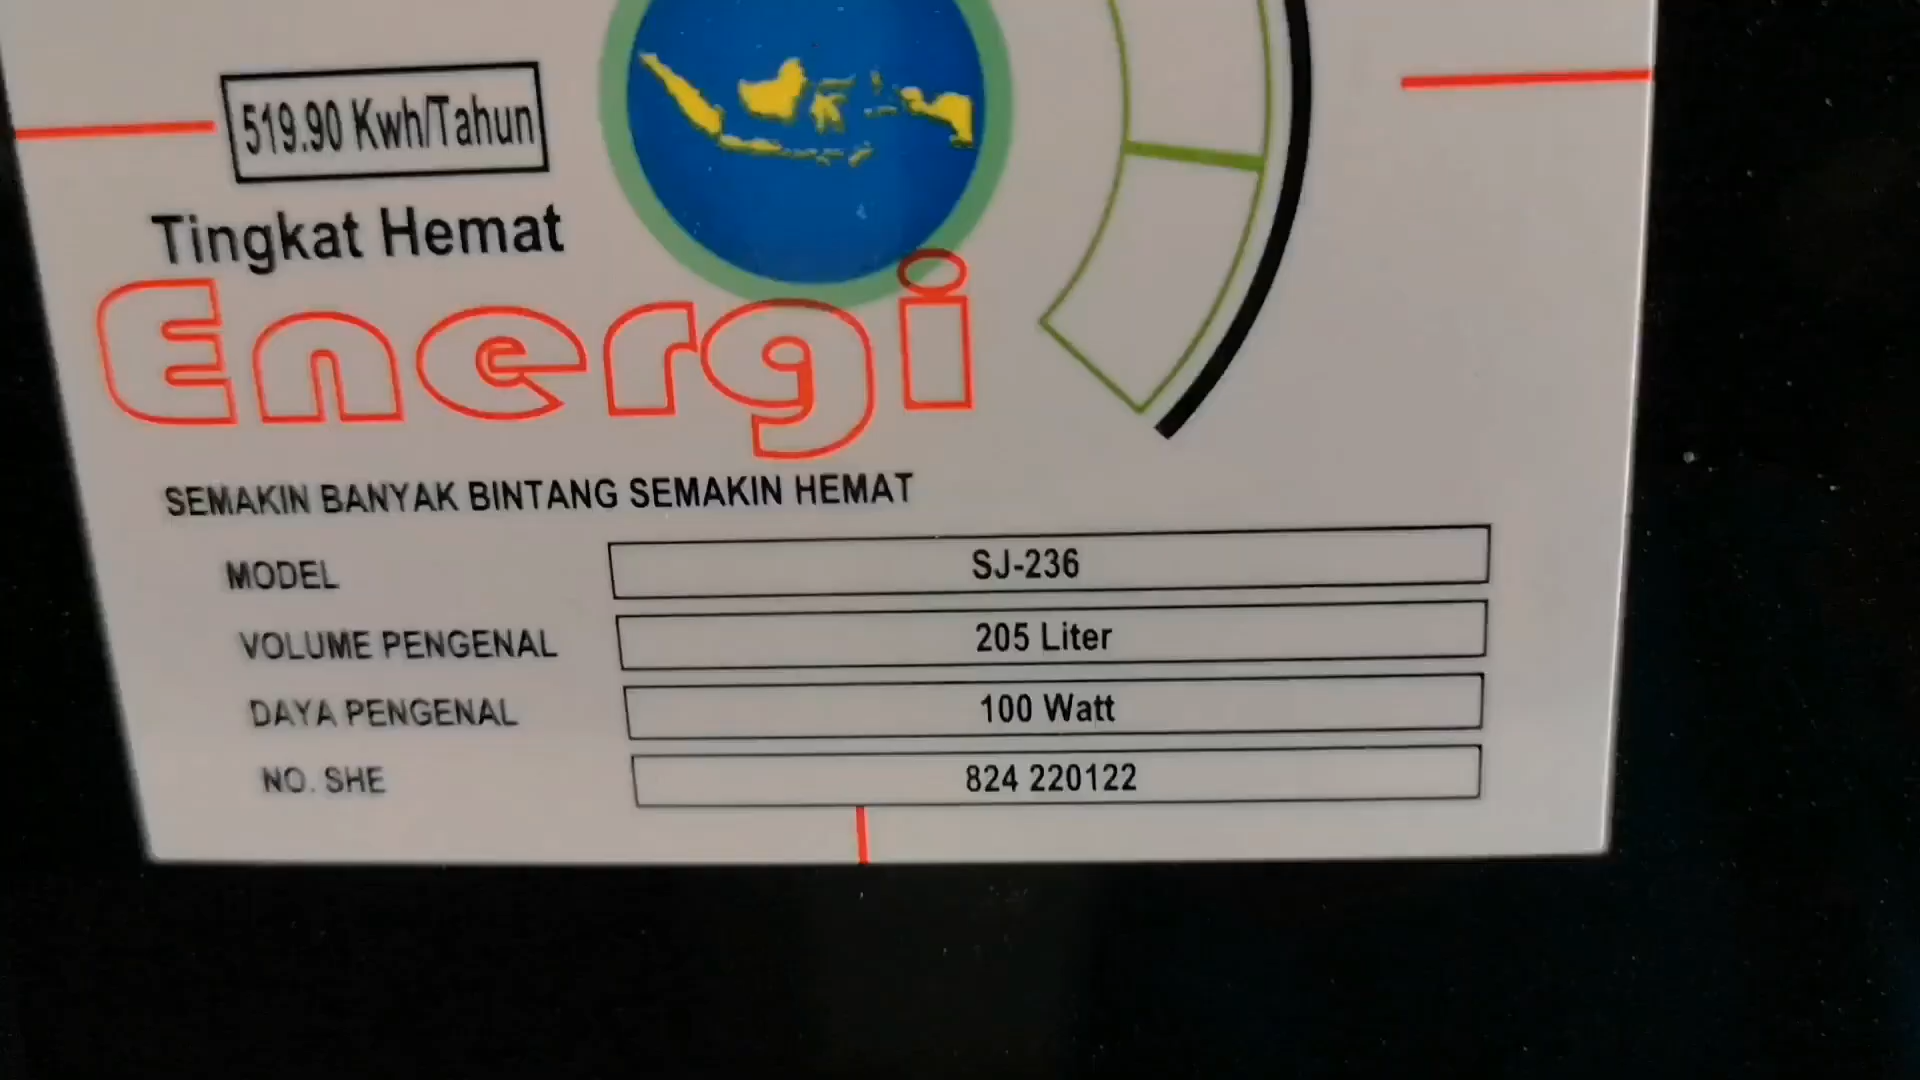 519.90 Kwh/Tahun
Tingkat Hemat
Energi
SEMAKIN BANYAK BINTANG SEMAKIN HEMAT
MODEL SJ-236
VOLUME PENGENAL 205 Liter
DAYA PENGENAL 100 Watt
NO. SHE 824 220122